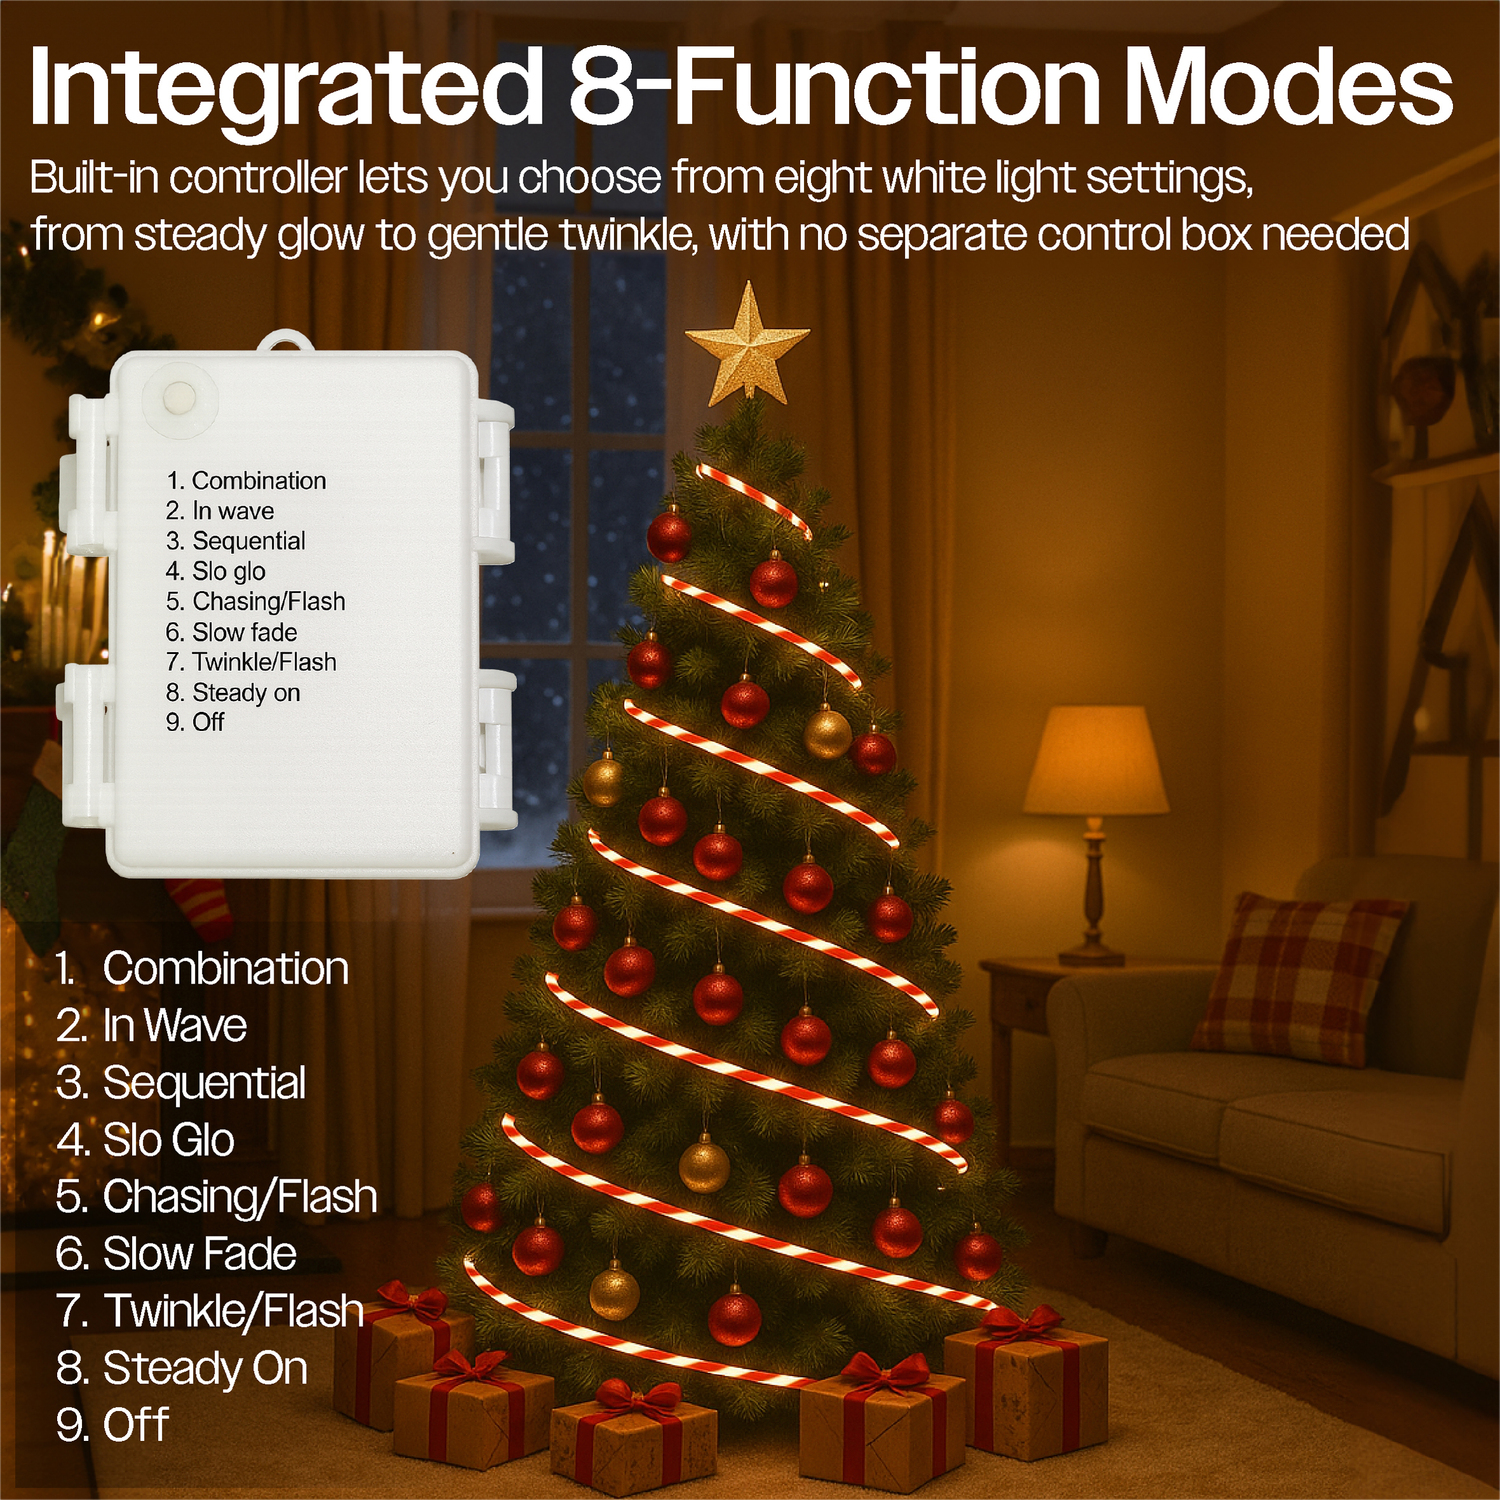 Integrated 8-Function Modes
Built-in controller lets you choose from eight white light settings,
from steady glow to gentle twinkle, with no separate control box needed
1. Combination
2. In wave
3. Sequential
4. Slo glo
5. Chasing/Flash
6. Slow fade
7. Twinkle/Flash
8. Steady on
9. Off
1. Combination
2. In Wave
3. Sequential
4. Slo Glo
5. Chasing/Flash
6. Slow Fade
7. Twinkle/Flash
8. Steady On
9. Off